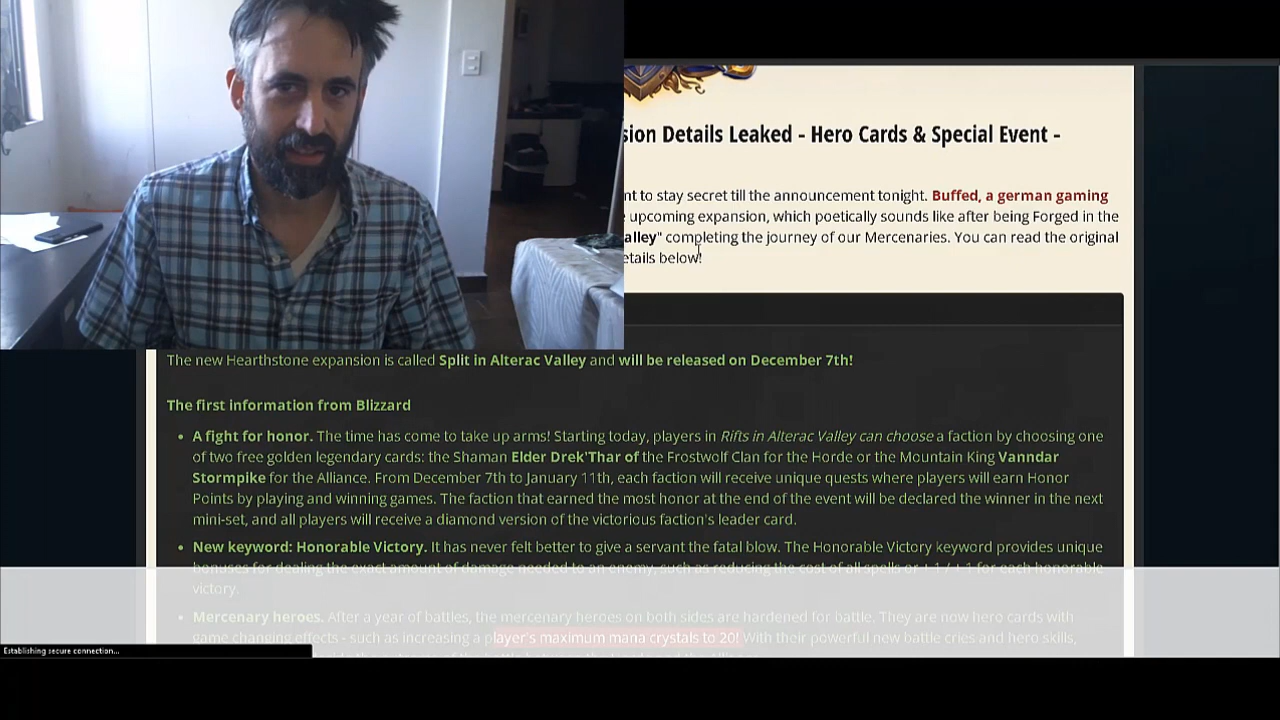 sion Details Leaked - Hero Cards & Special Event -
nt to stay secret till the announcement tonight. Buffed, a german gaming
upcoming expansion, which poetically sounds like after being Forged in the
alley" completing the journey of our Mercenaries. You can read the original
etails below!
The new Hearthstone expansion is called Split in Alterac Valley and will be released on December 7th!
The first information from Blizzard
• A fight for honor. The time has come to take up arms! Starting today, players in Rifts in Alterac Valley can choose a faction by choosing one
of two free golden legendary cards: the Shaman Elder Drek'Thar of the Frostwolf Clan for the Horde or the Mountain King Vanndar
Stormpike for the Alliance. From December 7th to January 11th, each faction will receive unique quests where players will earn Honor
Points by playing and winning games. The faction that earned the most honor at the end of the event will be declared the winner in the next
mini-set, and all players will receive a diamond version of the victorious faction's leader card.
• New keyword: Honorable Victory. It has never felt better to give a servant the fatal blow. The Honorable Victory keyword provides unique
bonuses for dealing the exact amount of damage needed to an enemy, such as reducing the cost of all spells or +1 / +1 for each honorable
victory.
• Mercenary heroes. After a year of battles, the mercenary heroes on both sides are hardened for battle. They are now hero cards with
game changing effects - such as increasing a player's maximum mana crystals to 20! With their powerful new battle cries and hero skills,
Establishing secure connection...